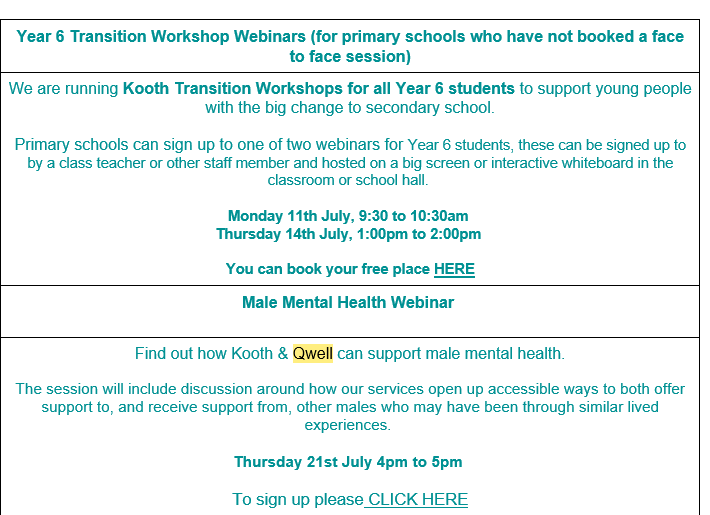 Year 6 Transition Workshop Webinars (for primary schools who have not booked a face
to face session)
We are running Kooth Transition Workshops for all Year 6 students to support young people
with the big change to secondary school.
Primary schools can sign up to one of two webinars for Year 6 students, these can be signed up to
by a class teacher or other staff member and hosted on a big screen or interactive whiteboard in the
classroom or school hall.
Monday 11th July, 9:30 to 10:30am
Thursday 14th July, 1:00pm to 2:00pm
You can book your free place HERE
Male Mental Health Webinar
Find out how Kooth & Qwell can support male mental health.
The session will include discussion around how our services open up accessible ways to both offer
support to, and receive support from, other males who may have been through similar lived
experiences.
Thursday 21st July 4pm to 5pm
To sign up please CLICK HERE